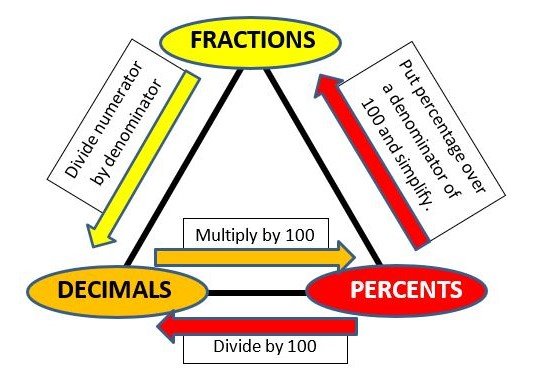 FRACTIONS
Divide numerator
by denominator
Put percentage over
a denominator of
100 and simplify.
Multiply by 100
DECIMALS
PERCENTS
Divide by 100